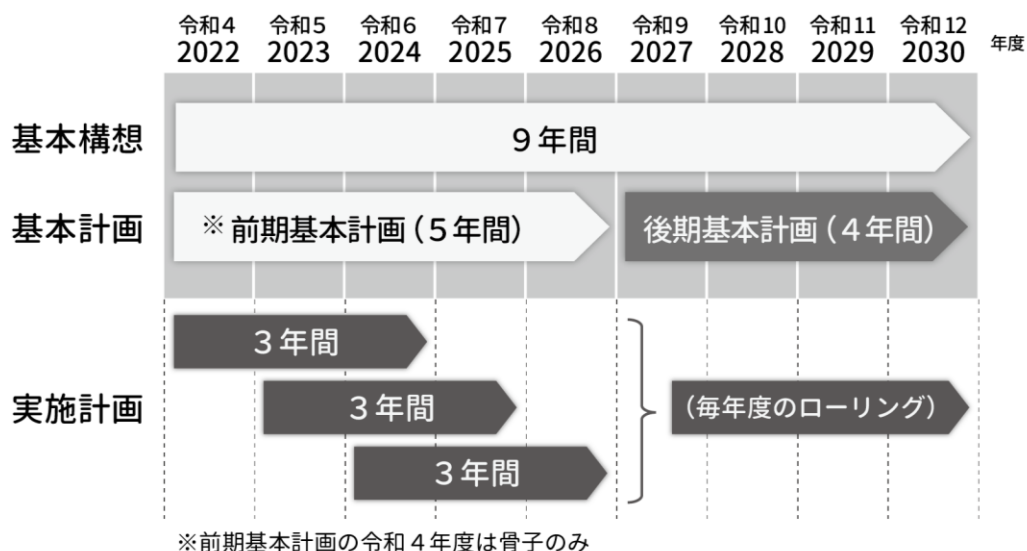 令和4 令和5 令和6 令和7 令和8 令和9 令和10 令和11 令和12
2022 2023 2024 2025 2026 2027 2028 2029 2030 年度
基本構想 9年間
基本計画 ※前期基本計画（5年間） 後期基本計画（4年間）
3年間
実施計画 3年間 （毎年度のローリング）
3年間
※前期基本計画の令和4年度は骨子のみ